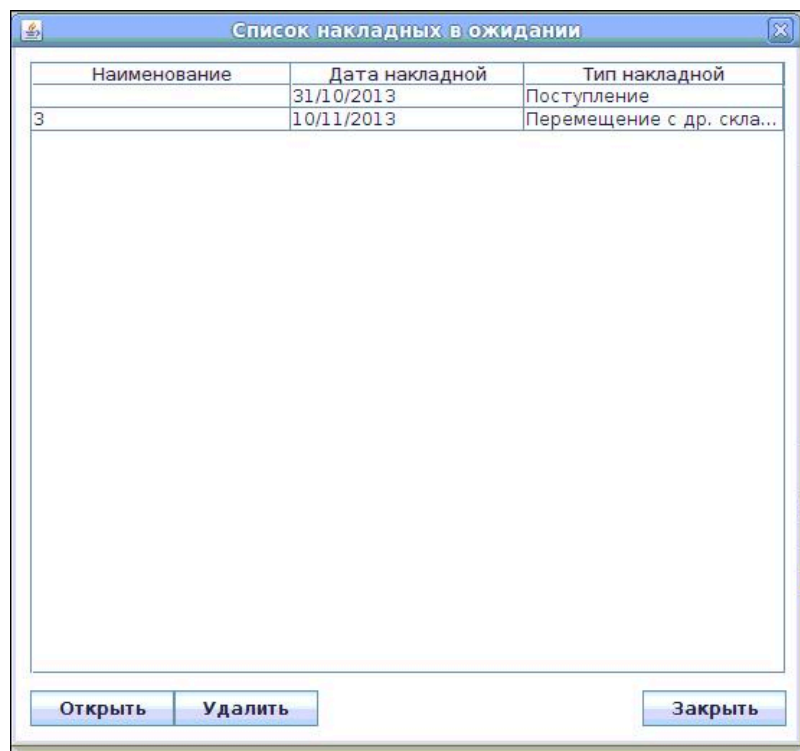 Список накладных в ожидании
Наименование Дата накладной Тип накладной
31/10/2013 Поступление
3 10/11/2013 Перемещение с др. скла...
Открыть Удалить Закрыть